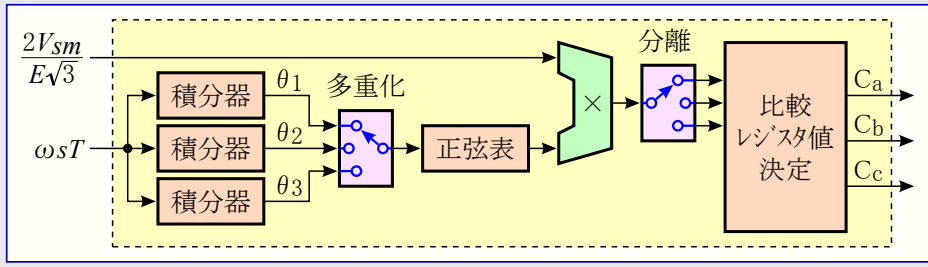 2Vsm
E√3
ωsT
積分器
θ1
積分器
θ2
積分器
θ3
多重化
正弦表
×
分離
比較
レジスタ値
決定
Ca
Cb
Cc